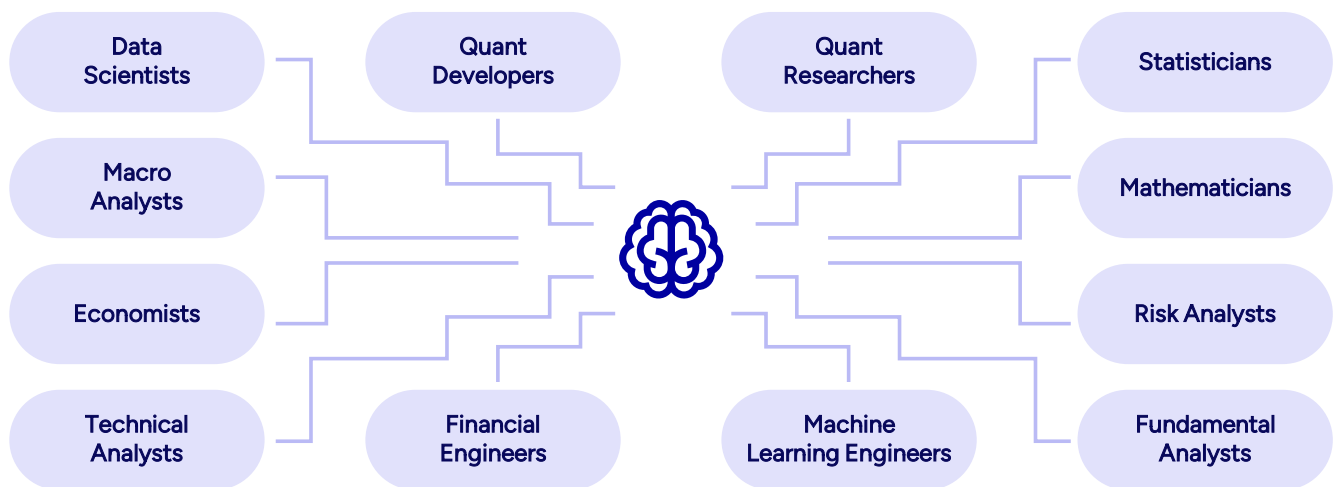 Data
Scientists
Quant
Developers
Quant
Researchers
Statisticians
Macro
Analysts
Mathematicians
Economists
Risk Analysts
Technical
Analysts
Financial
Engineers
Machine
Learning Engineers
Fundamental
Analysts